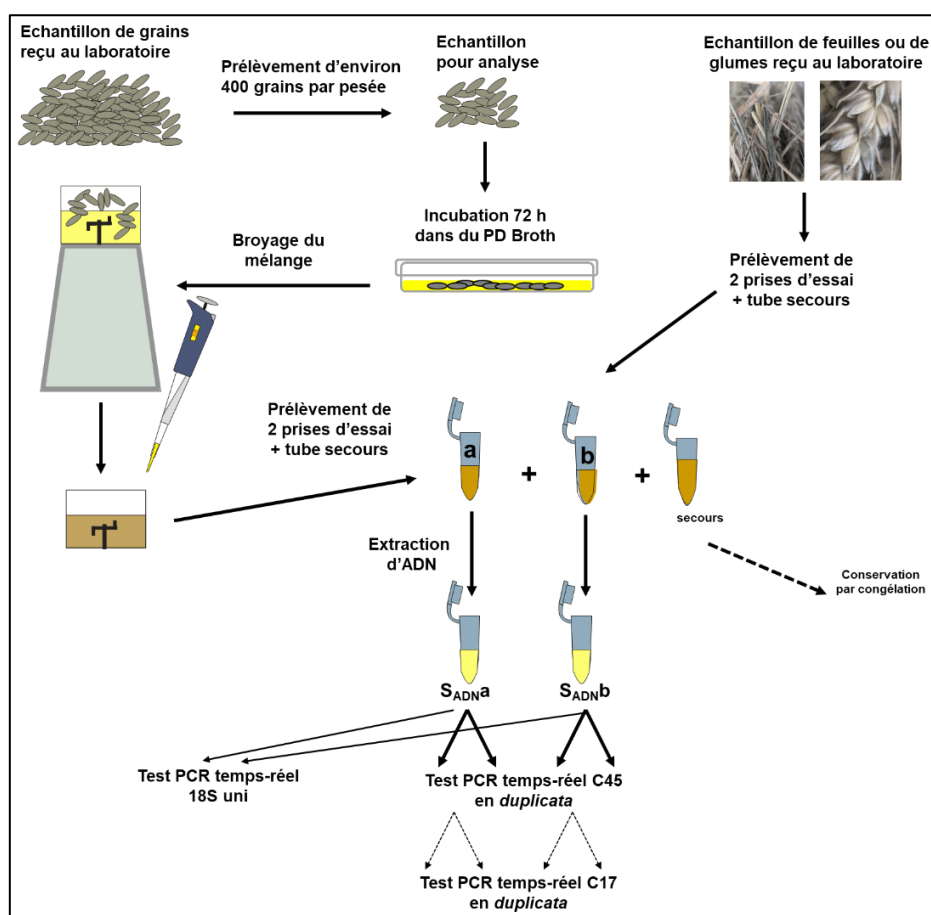 Echantillon de grains
reçu au laboratoire
Prélèvement d'environ
400 grains par pesée
Echantillon
pour analyse
Echantillon de feuilles ou de
glumes reçu au laboratoire
Incubation 72 h
dans du PD Broth
Broyage du
mélange
Prélèvement de
2 prises d'essai
+ tube secours
Prélèvement de
2 prises d'essai
+ tube secours
a
+
b
+
secours
Extraction
d'ADN
Conservation
par congélation
SADNa
SADNb
Test PCR temps-réel
18S uni
Test PCR temps-réel C45
en duplicata
Test PCR temps-réel C17
en duplicata